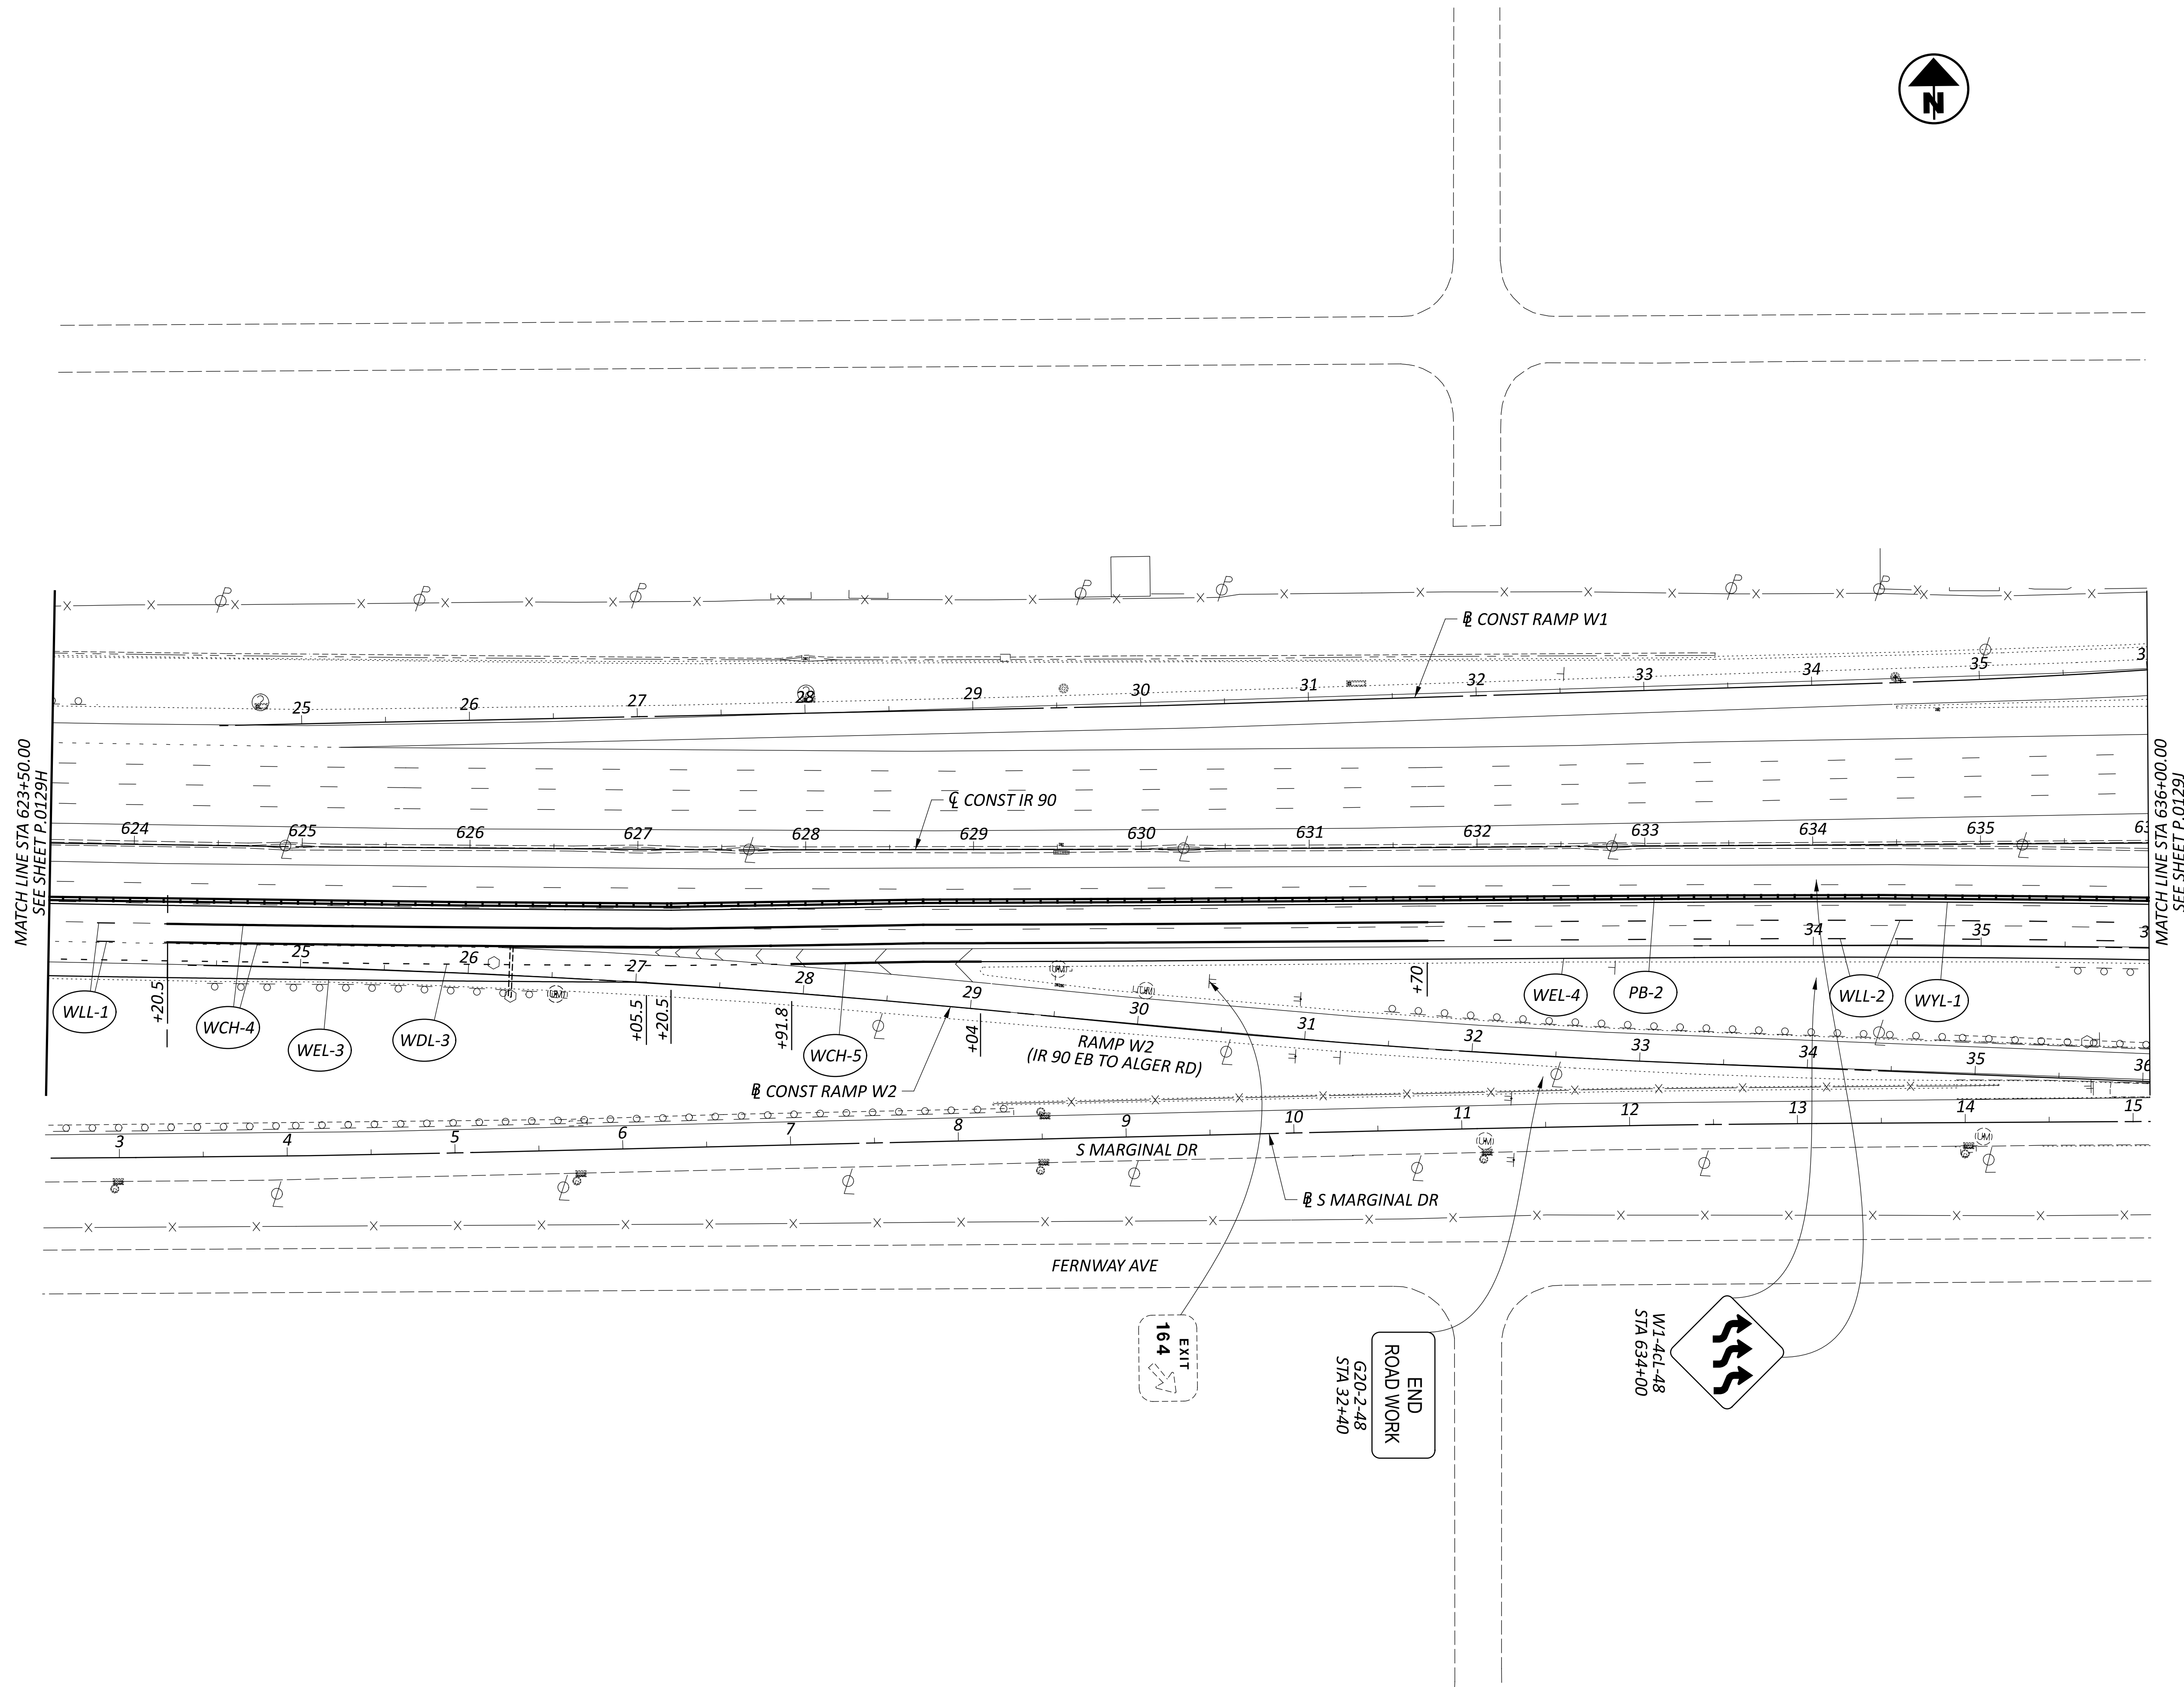 N
℄ CONST RAMP W1
25 26 27 28 29 30 31 32 33 34 35 3
MATCH LINE STA 623+50.00
SEE SHEET P.0129H
MATCH LINE STA 636+00.00
SEE SHEET P.0129J
℄ CONST IR 90
624 625 626 627 628 629 630 631 632 633 634 635 63
34 35 3
25 26 27 28 29 30 31 32 33 34 35 36
WLL-1
+20.5
WCH-4
WEL-3
WDL-3
+05.5
+20.5
+91.8
WCH-5
+04
+70
WEL-4
PB-2
WLL-2
WYL-1
RAMP W2
(IR 90 EB TO ALGER RD)
BL CONST RAMP W2
3 4 5 6 7 8 9 10 11 12 13 14 15
S MARGINAL DR
BL S MARGINAL DR
FERNWAY AVE
EXIT
164
END
ROAD WORK
G20-2-48
STA 32+40
W1-4cL-48
STA 634+00